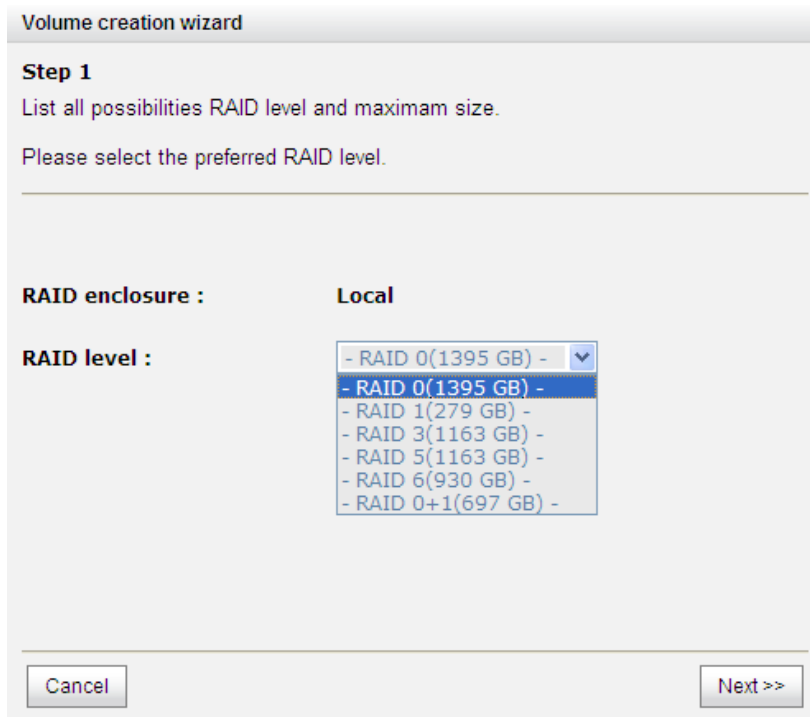 Volume creation wizard
Step 1
List all possibilities RAID level and maximam size.
Please select the preferred RAID level.
RAID enclosure : Local
RAID level : - RAID 0(1395 GB) -
- RAID 0(1395 GB) -
- RAID 1(279 GB) -
- RAID 3(1163 GB) -
- RAID 5(1163 GB) -
- RAID 6(930 GB) -
- RAID 0+1(697 GB) -
Cancel Next >>